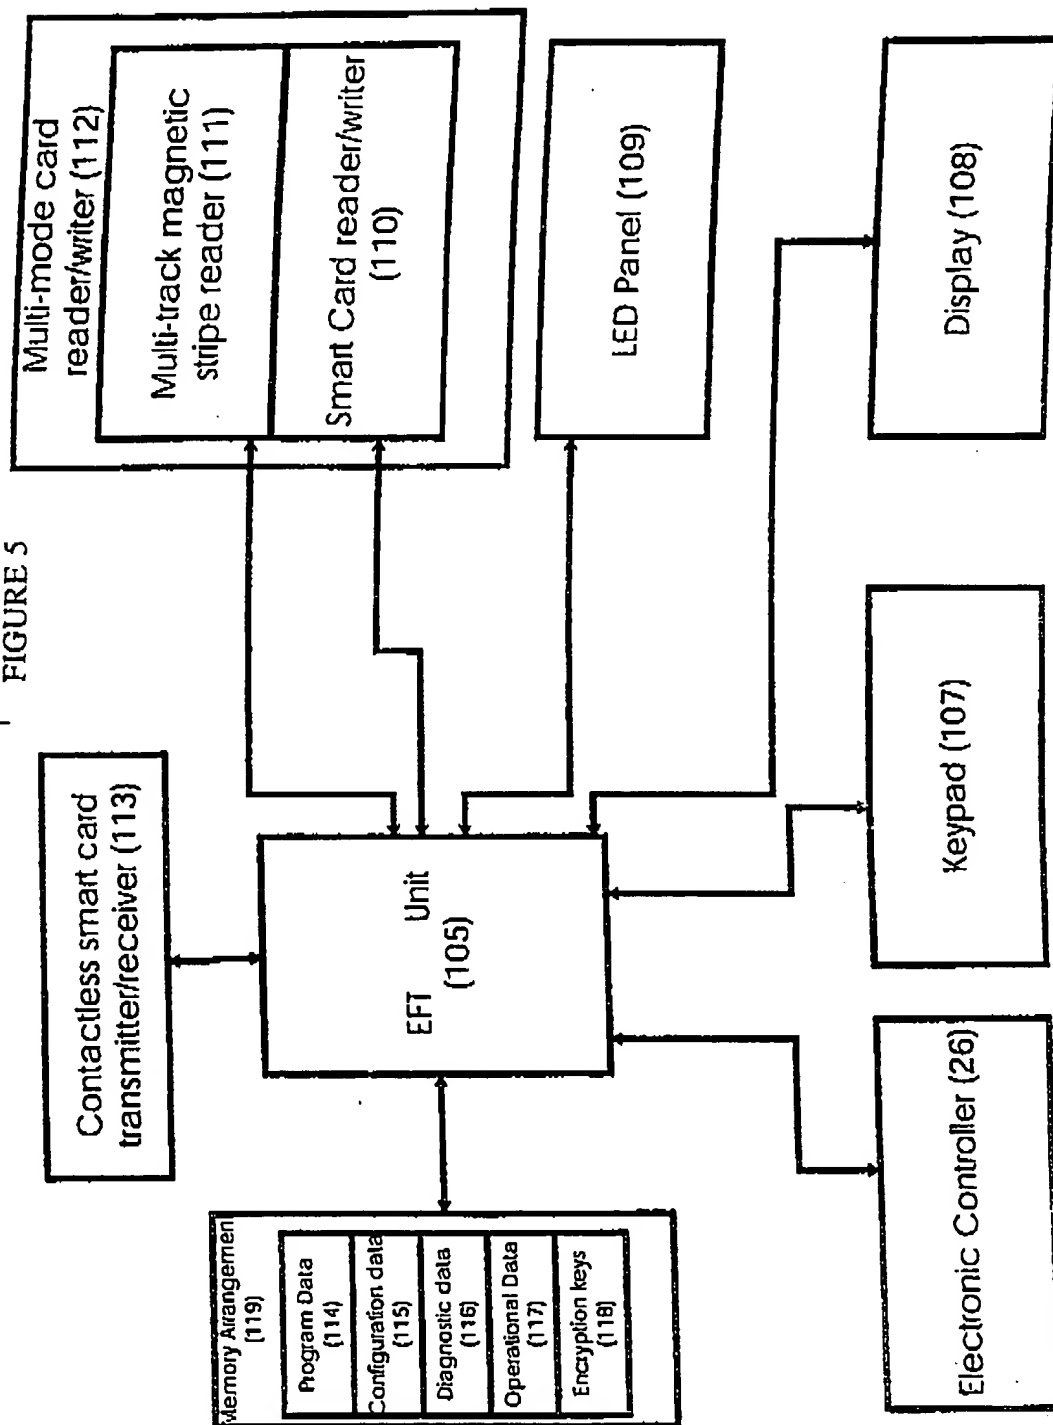 FIGURE 5
Multi-mode card
reader/writer (112)
Multi-track magnetic
stripe reader (111)
Smart Card reader/writer
(110)
LED Panel (109)
Display (108)
Contactless smart card
transmitter/receiver (113)
EFT Unit
(105)
Keypad (107)
Memory Arrangemen
(119)
Program Data
(114)
Configuration data
(115)
Diagnostic data
(116)
Operational Data
(117)
Encryption keys
(118)
Electronic Controller (26)